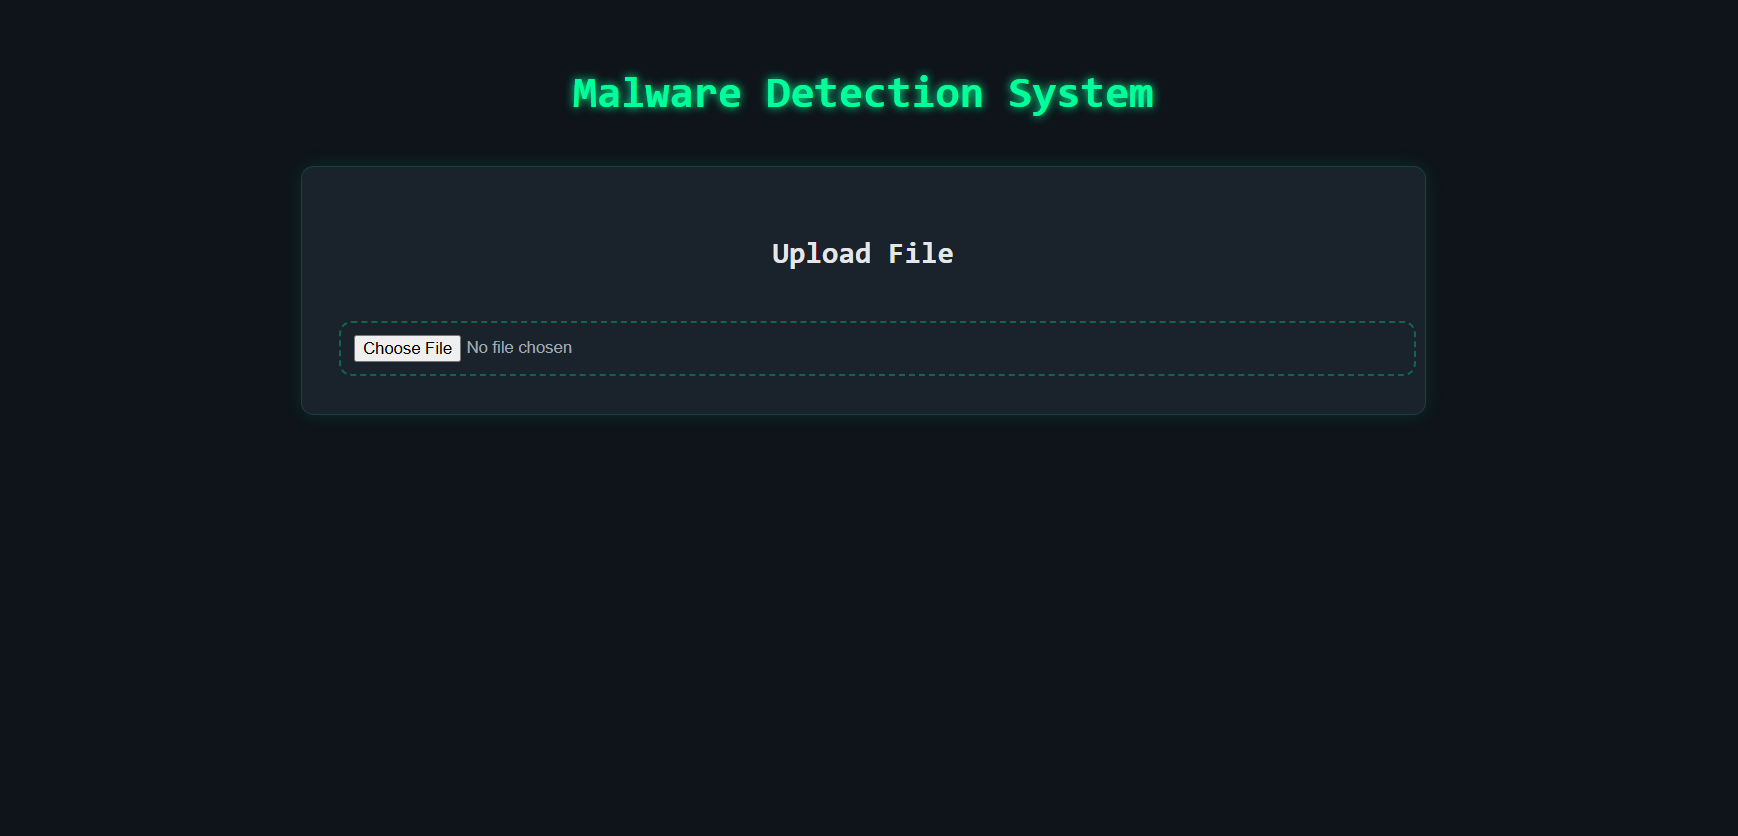 Malware Detection System
Upload File
Choose File No file chosen